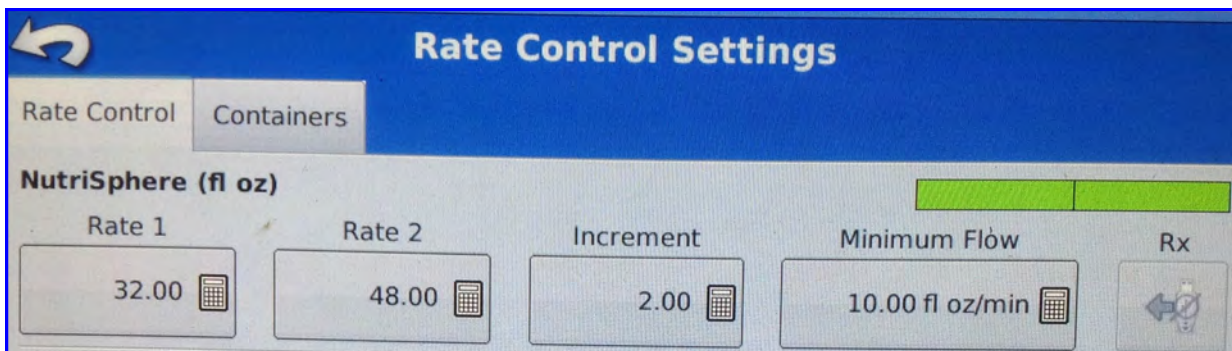 Rate Control Settings
Rate Control Containers
NutriSphere (fl oz)
Rate 1 Rate 2 Increment Minimum Flow Rx
32.00 48.00 2.00 10.00 fl oz/min